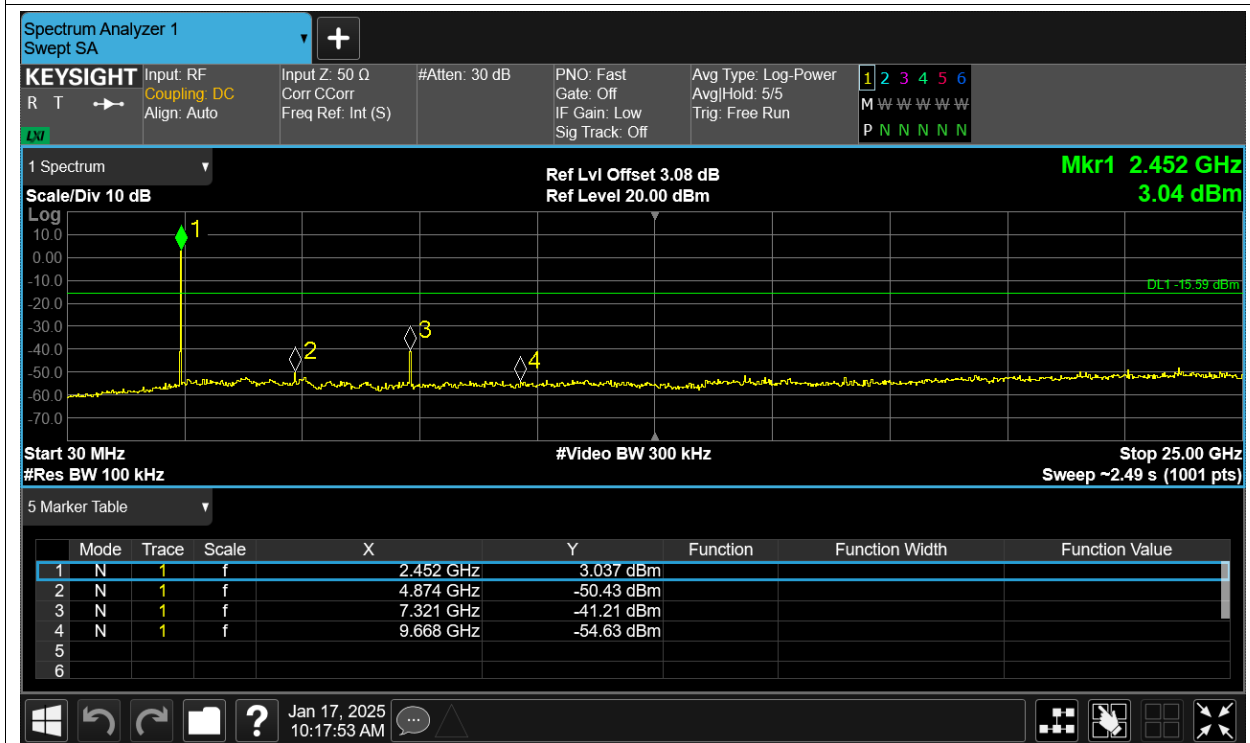 Spectrum Analyzer 1
Swept SA
+
KEYSIGHT
R T
LXI
Input: RF
Coupling: DC
Align: Auto
Input Z: 50 Ω
Corr CCorr
Freq Ref: Int (S)
#Atten: 30 dB
PNO: Fast
Gate: Off
IF Gain: Low
Sig Track: Off
Avg Type: Log-Power
Avg|Hold: 5/5
Trig: Free Run
1 2 3 4 5 6
M W W W W W
P N N N N N
1 Spectrum
Scale/Div 10 dB
Ref Lvl Offset 3.08 dB
Ref Level 20.00 dBm
Mkr1 2.452 GHz
3.04 dBm
Log
10.0
0.00
-10.0
-20.0
-30.0
-40.0
-50.0
-60.0
-70.0
1
2
3
4
DL1 -15.59 dBm
Start 30 MHz
#Res BW 100 kHz
#Video BW 300 kHz
Stop 25.00 GHz
Sweep ~2.49 s (1001 pts)
5 Marker Table
Mode Trace Scale X Y Function Function Width Function Value
1 N 1 f 2.452 GHz 3.037 dBm
2 N 1 f 4.874 GHz -50.43 dBm
3 N 1 f 7.321 GHz -41.21 dBm
4 N 1 f 9.668 GHz -54.63 dBm
5
6
?
Jan 17, 2025
10:17:53 AM